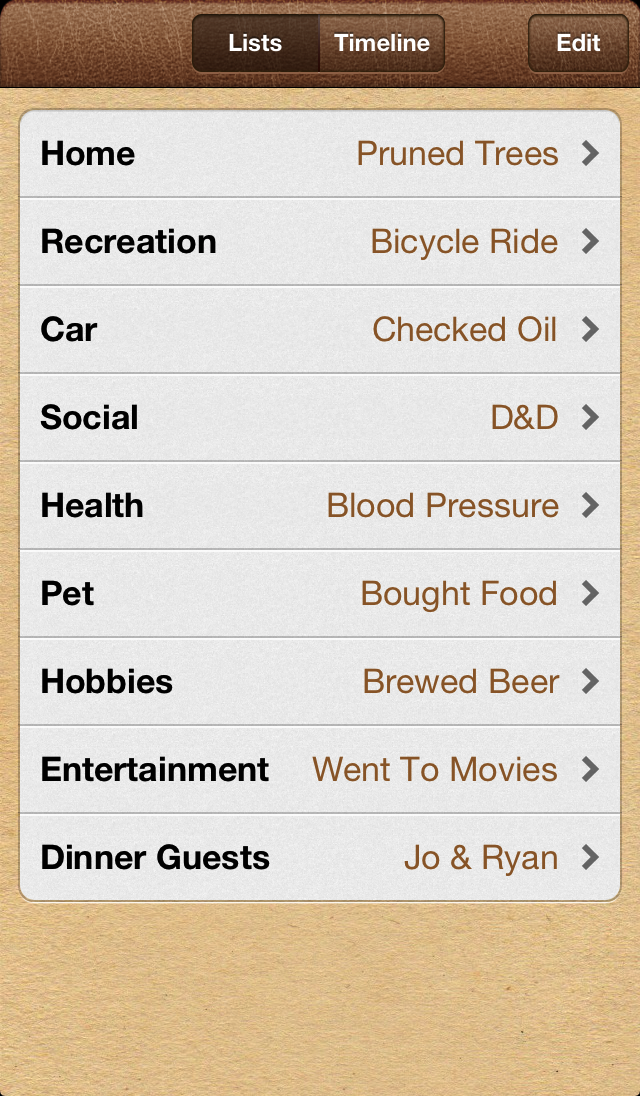 Lists Timeline Edit
Home Pruned Trees
Recreation Bicycle Ride
Car Checked Oil
Social D&D
Health Blood Pressure
Pet Bought Food
Hobbies Brewed Beer
Entertainment Went To Movies
Dinner Guests Jo & Ryan